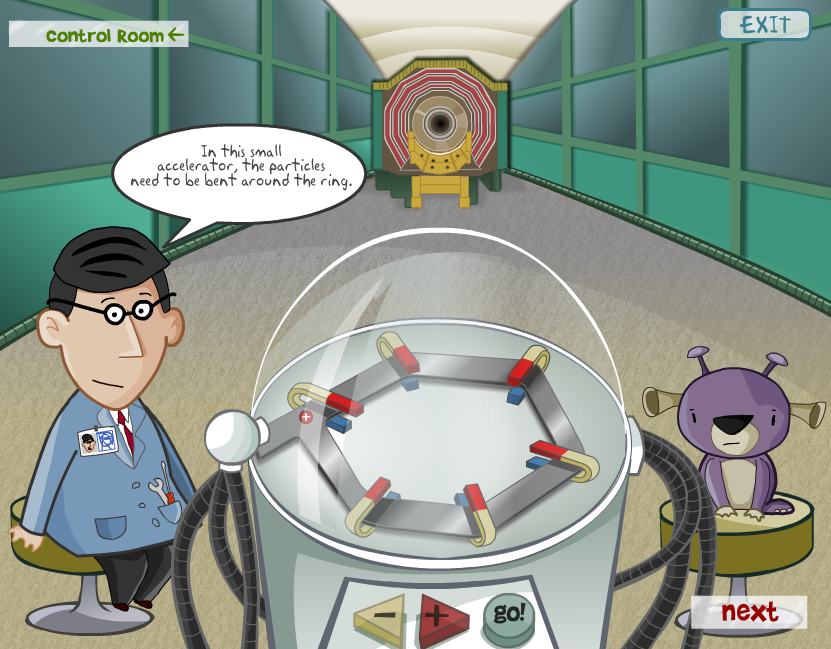 Control Room ←
EXIT
In this small
accelerator, the particles
need to be bent around the ring.
+
- + go!
next